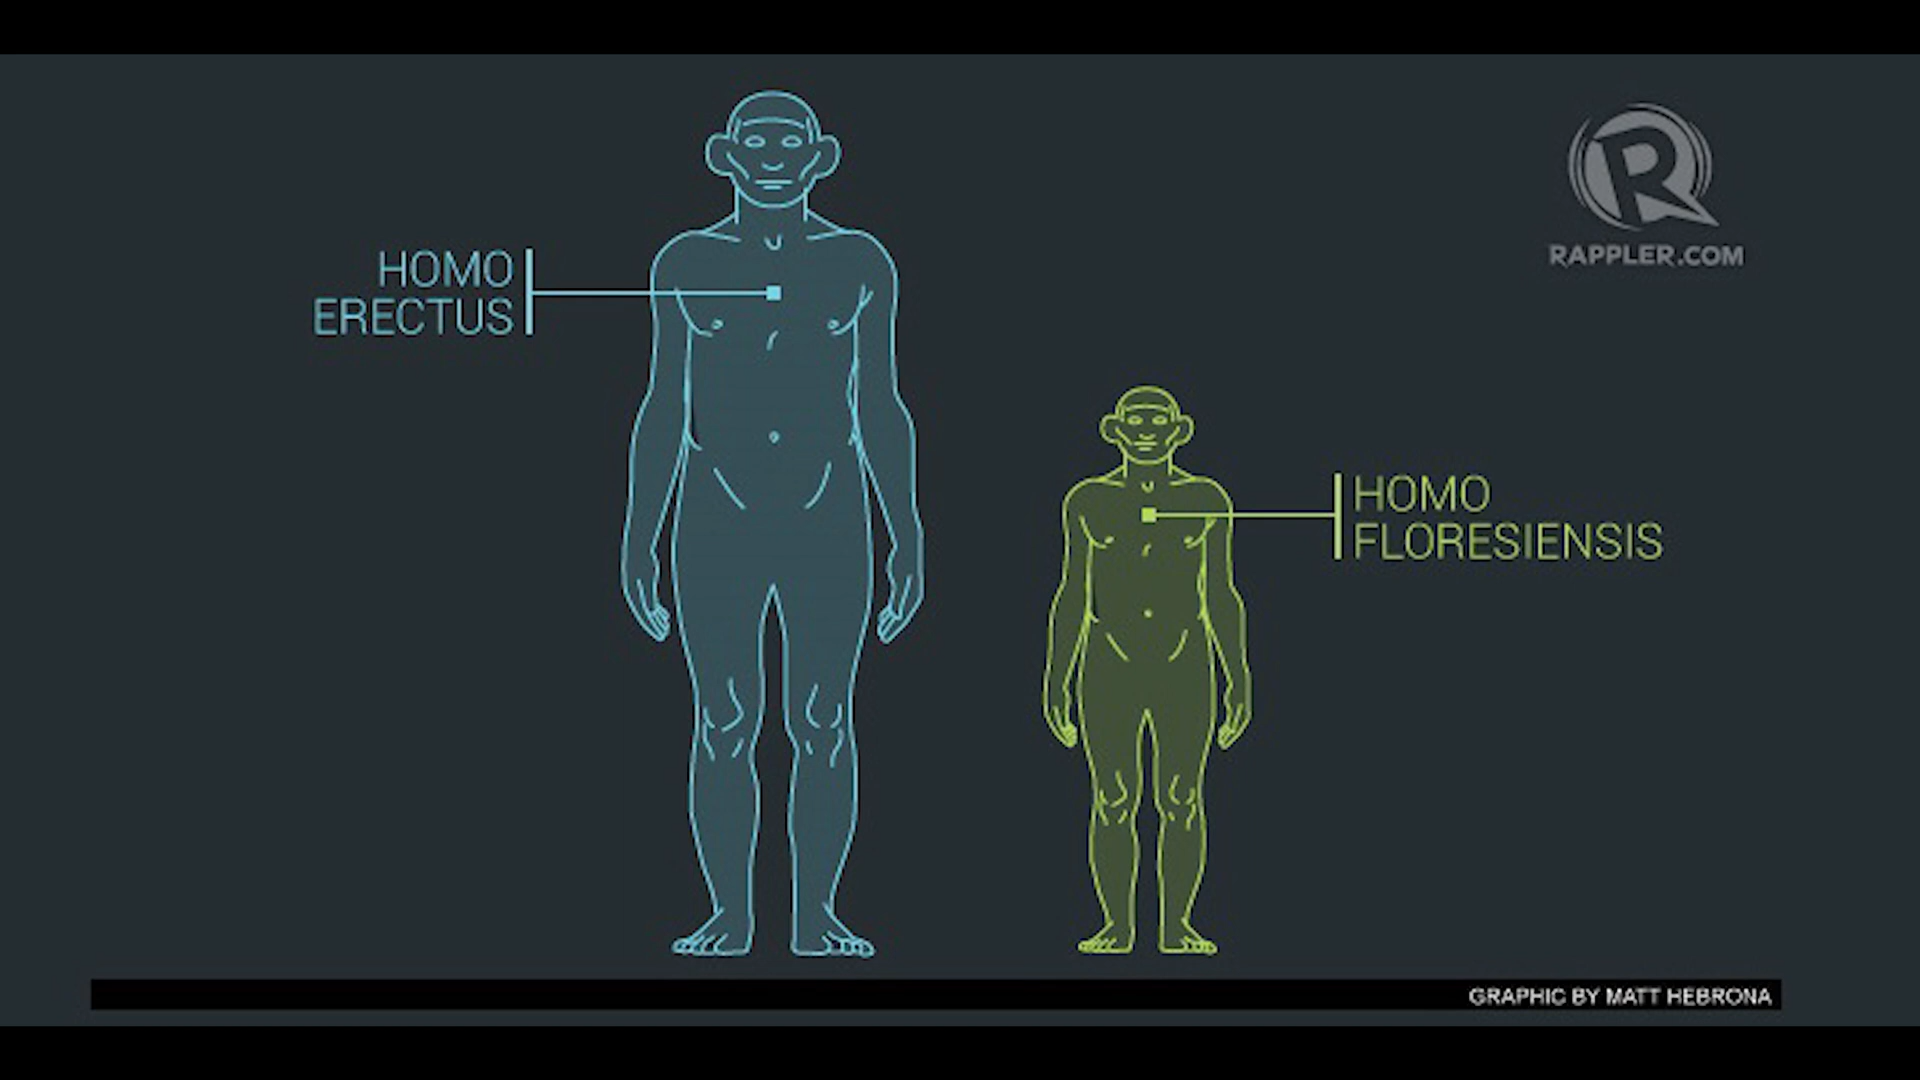 HOMO
ERECTUS
R
RAPPLER.COM
HOMO
FLORESIENSIS
GRAPHIC BY MATT HEBRONA